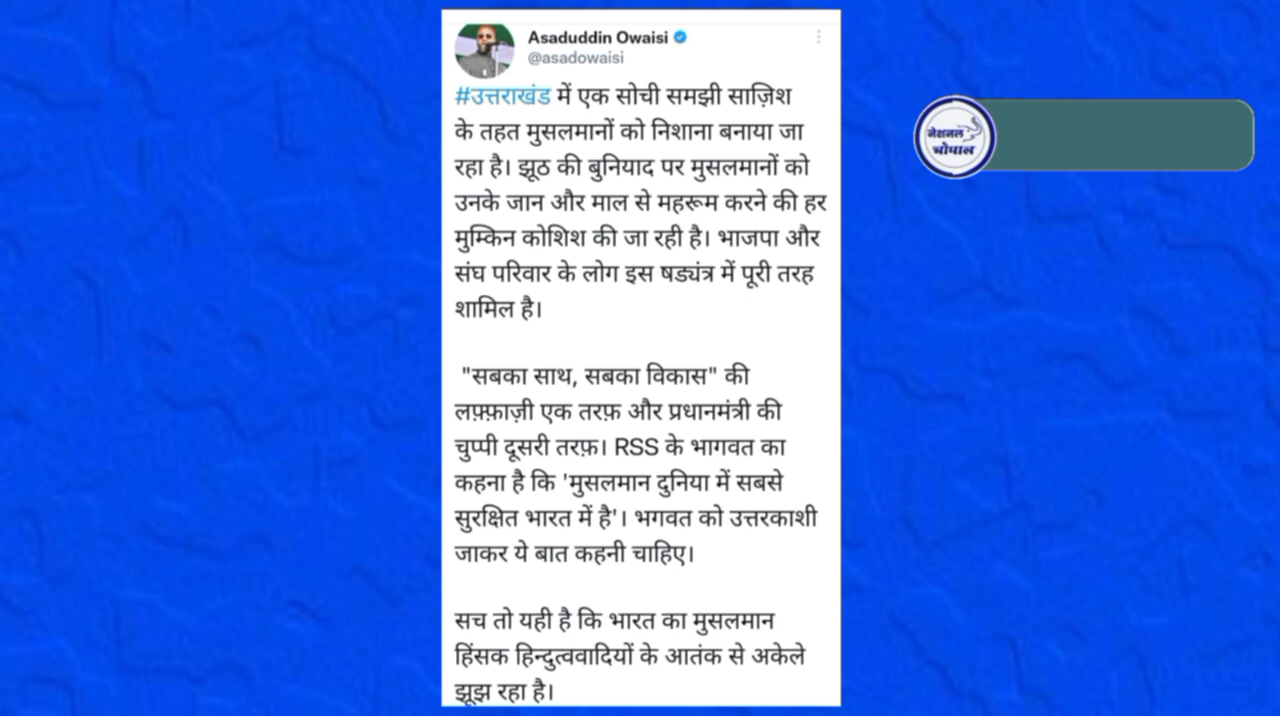 Asaduddin Owaisi
@asadowaisi
#उत्तराखंड में एक सोची समझी साज़िश
के तहत मुसलमानों को निशाना बनाया जा
रहा है। झूठ की बुनियाद पर मुसलमानों को
उनके जान और माल से महरूम करने की हर
मुम्किन कोशिश की जा रही है। भाजपा और
संघ परिवार के लोग इस षड्यंत्र में पूरी तरह
शामिल है।
"सबका साथ, सबका विकास" की
लफ़्फ़ाज़ी एक तरफ़ और प्रधानमंत्री की
चुप्पी दूसरी तरफ़। RSS के भागवत का
कहना है कि 'मुसलमान दुनिया में सबसे
सुरक्षित भारत में है'। भगवत को उत्तरकाशी
जाकर ये बात कहनी चाहिए।
सच तो यही है कि भारत का मुसलमान
हिंसक हिन्दुत्ववादियों के आतंक से अकेले
झूझ रहा है।
नेशनल
चोपाल